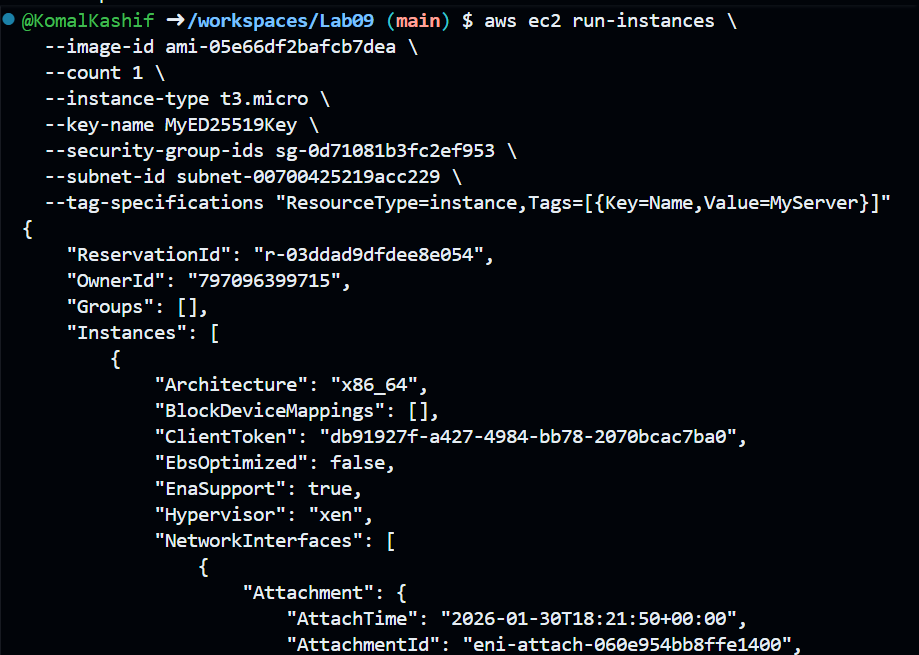 @KomalKashif ➜/workspaces/Lab09 (main) $ aws ec2 run-instances \
  --image-id ami-05e66df2bafcb7dea \
  --count 1 \
  --instance-type t3.micro \
  --key-name MyED25519Key \
  --security-group-ids sg-0d71081b3fc2ef953 \
  --subnet-id subnet-00700425219acc229 \
  --tag-specifications "ResourceType=instance,Tags=[{Key=Name,Value=MyServer}]"
{
    "ReservationId": "r-03ddad9dfdee8e054",
    "OwnerId": "797096399715",
    "Groups": [],
    "Instances": [
        {
            "Architecture": "x86_64",
            "BlockDeviceMappings": [],
            "ClientToken": "db91927f-a427-4984-bb78-2070bcac7ba0",
            "EbsOptimized": false,
            "EnaSupport": true,
            "Hypervisor": "xen",
            "NetworkInterfaces": [
                {
                    "Attachment": {
                        "AttachTime": "2026-01-30T18:21:50+00:00",
                        "AttachmentId": "eni-attach-060e954bb8ffe1400",